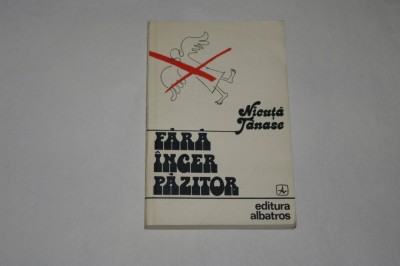 Nicuță
Tănase
FĂRĂ
ÎNGER
PĂZITOR
editura
albatros